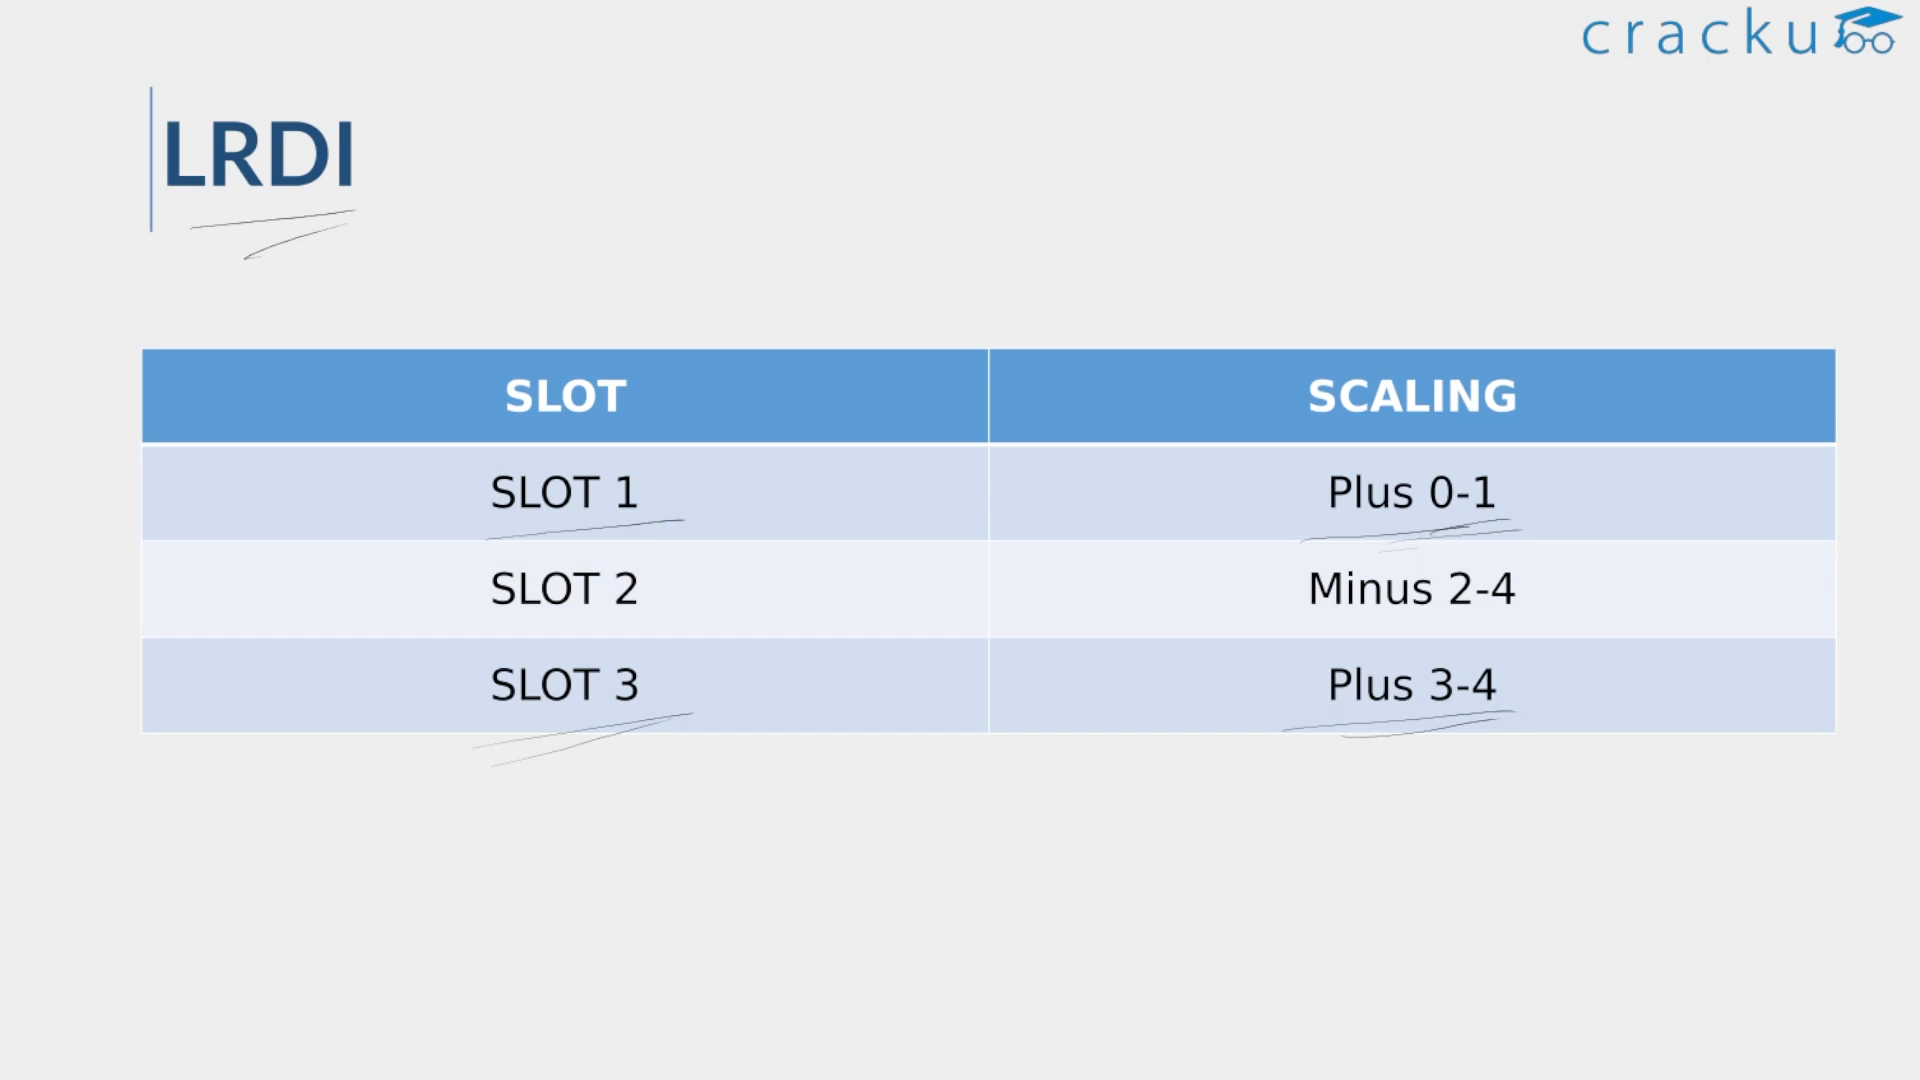 cracku
LRDI
SLOT SCALING
SLOT 1 Plus 0-1
SLOT 2 Minus 2-4
SLOT 3 Plus 3-4